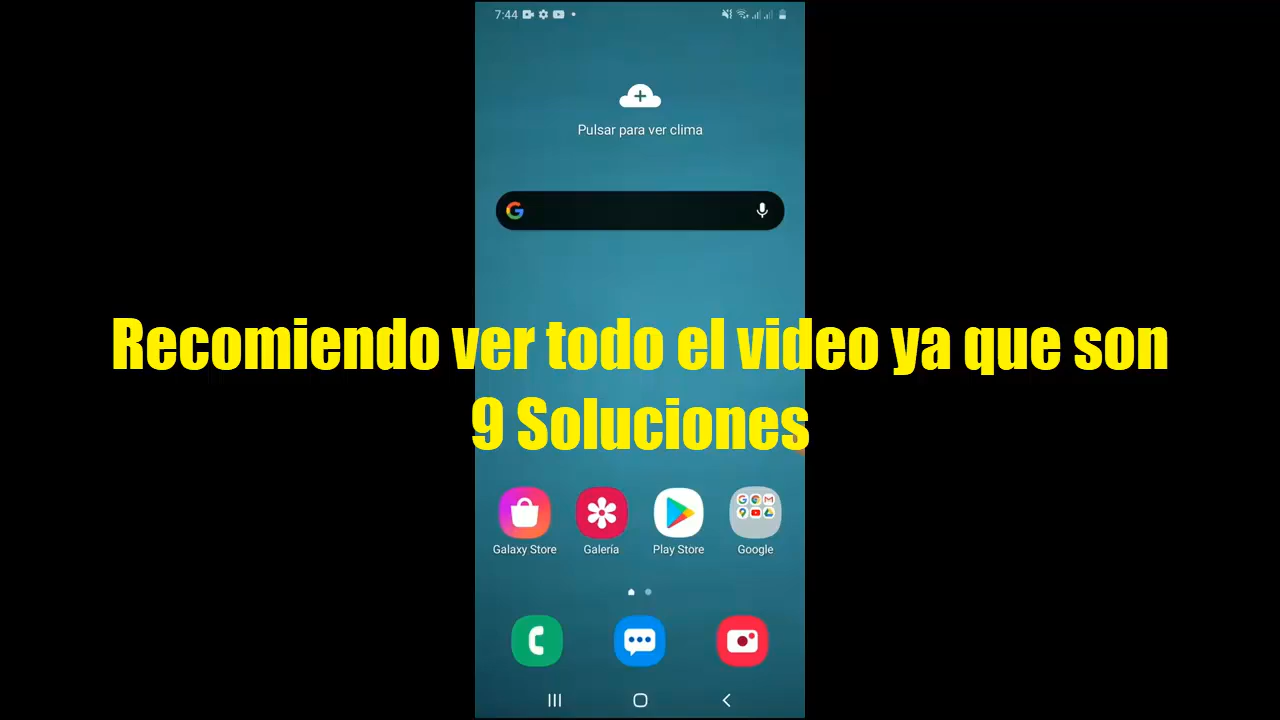 7:44
Pulsar para ver clima
Recomiendo ver todo el video ya que son
9 Soluciones
Galaxy Store
Galería
Play Store
Google